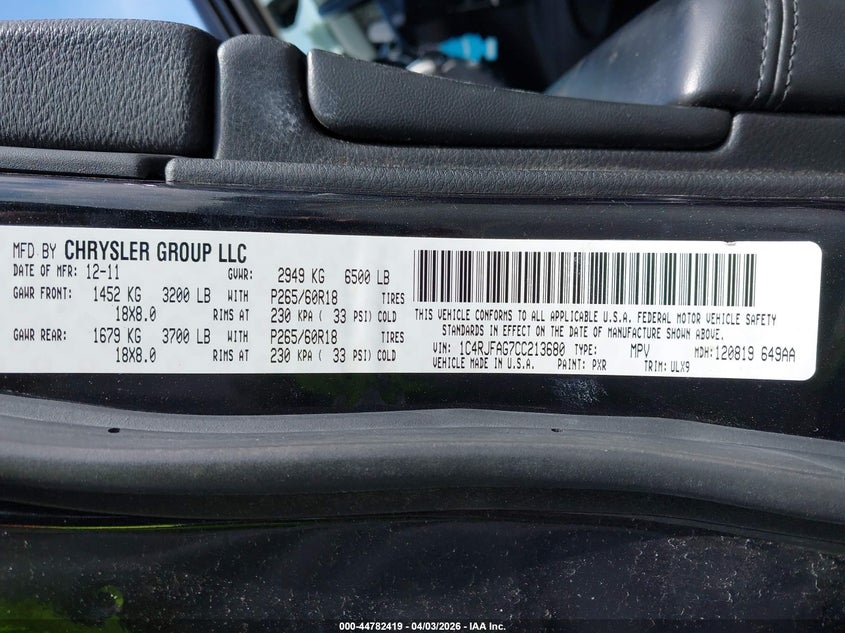 MFD BY CHRYSLER GROUP LLC
DATE OF MFR: 12-11 GVWR: 2949 KG 6500 LB
GAWR FRONT: 1452 KG 3200 LB WITH P265/60R18 TIRES
18X8.0 RIMS AT 230 KPA ( 33 PSI) COLD
GAWR REAR: 1679 KG 3700 LB WITH P265/60R18 TIRES
18X8.0 RIMS AT 230 KPA ( 33 PSI) COLD
THIS VEHICLE CONFORMS TO ALL APPLICABLE U.S.A. FEDERAL MOTOR VEHICLE SAFETY
STANDARDS IN EFFECT ON THE DATE OF MANUFACTURE SHOWN ABOVE.
VIN: 1C4RJFAG7CC213680 TYPE: MPV MDH: 120819 649AA
VEHICLE MADE IN U.S.A. PAINT: PXR TRIM: ULX9
000-44782419 - 04/03/2026 - IAA Inc.